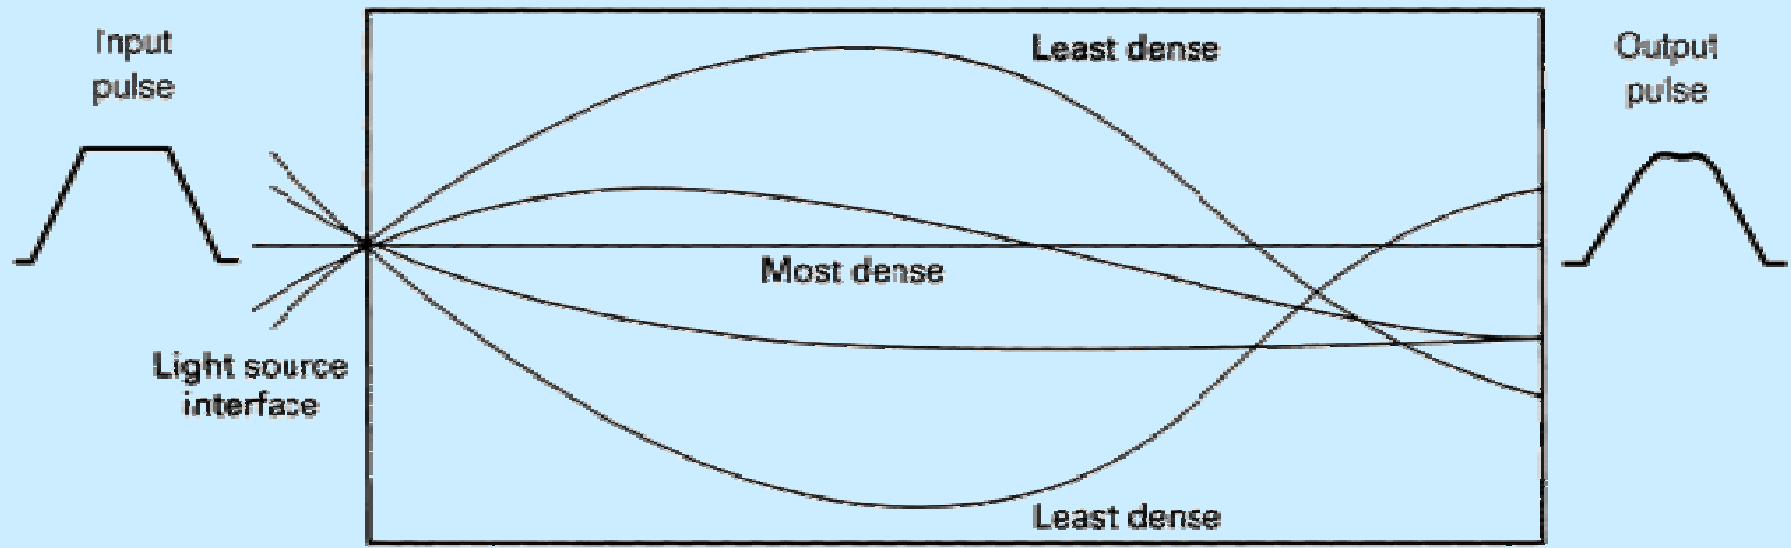 Input
pulse
Least dense
Output
pulse
Most dense
Light source
interface
Least dense